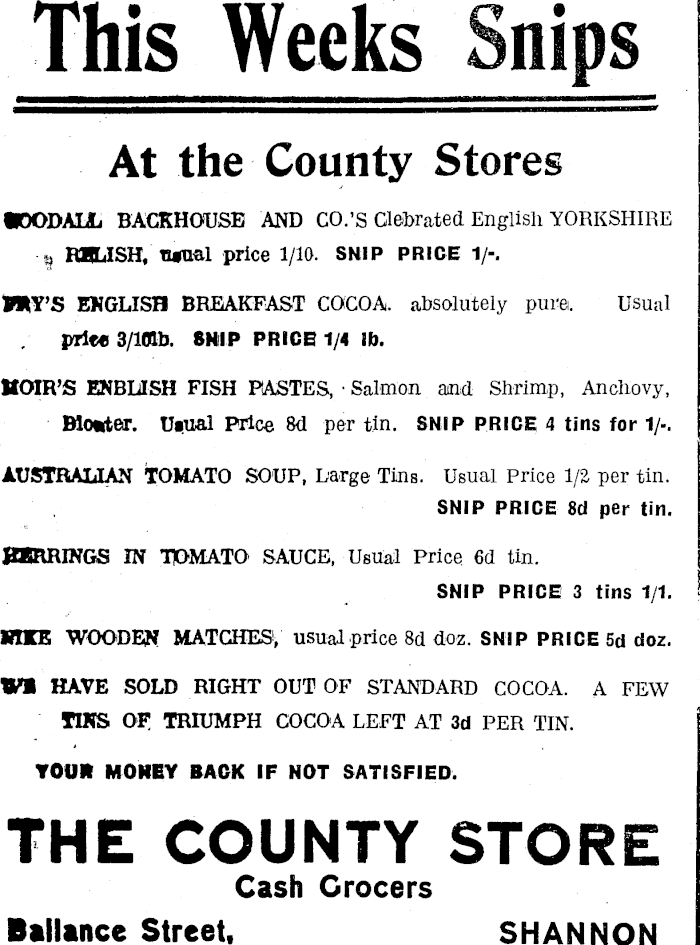 This Weeks Snips
At the County Stores
GOODALL BACKHOUSE AND CO.'S Clebrated English YORKSHIRE
RELISH, usual price 1/10. SNIP PRICE 1/-.
FRY'S ENGLISH BREAKFAST COCOA. absolutely pure. Usual
price 3/10lb. SNIP PRICE 1/4 lb.
MOIR'S ENBLISH FISH PASTES, Salmon and Shrimp, Anchovy,
Bloater. Usual Price 8d per tin. SNIP PRICE 4 tins for 1/-.
AUSTRALIAN TOMATO SOUP, Large Tins. Usual Price 1/2 per tin.
SNIP PRICE 8d per tin.
HERRINGS IN TOMATO SAUCE, Usual Price 6d tin.
SNIP PRICE 3 tins 1/1.
WOODEN MATCHES, usual price 8d doz. SNIP PRICE 5d doz.
WE HAVE SOLD RIGHT OUT OF STANDARD COCOA. A FEW
TINS OF TRIUMPH COCOA LEFT AT 3d PER TIN.
YOUR MONEY BACK IF NOT SATISFIED.
THE COUNTY STORE
Cash Grocers
Ballance Street, SHANNON